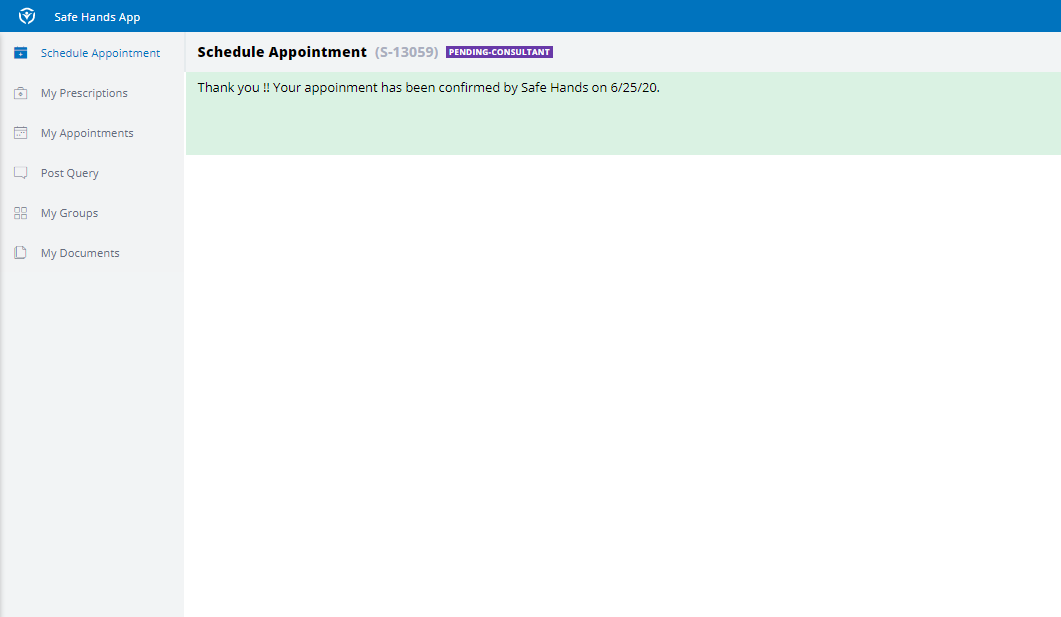 Safe Hands App
Schedule Appointment
My Prescriptions
My Appointments
Post Query
My Groups
My Documents
Schedule Appointment (S-13059) PENDING-CONSULTANT
Thank you !! Your appoinment has been confirmed by Safe Hands on 6/25/20.